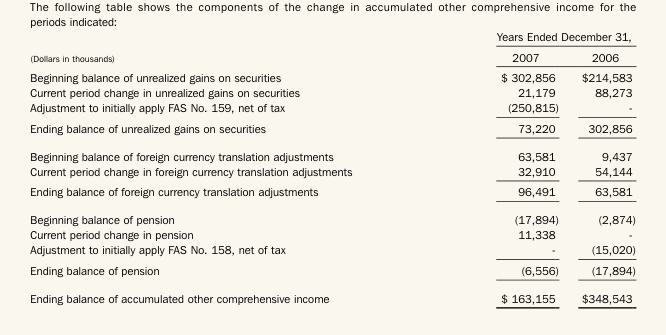 The following table shows the components of the change in accumulated other comprehensive income for the
periods indicated:
Years Ended December 31,
(Dollars in thousands) 2007 2006
Beginning balance of unrealized gains on securities $ 302,856 $214,583
Current period change in unrealized gains on securities 21,179 88,273
Adjustment to initially apply FAS No. 159, net of tax (250,815) -
Ending balance of unrealized gains on securities 73,220 302,856
Beginning balance of foreign currency translation adjustments 63,581 9,437
Current period change in foreign currency translation adjustments 32,910 54,144
Ending balance of foreign currency translation adjustments 96,491 63,581
Beginning balance of pension (17,894) (2,874)
Current period change in pension 11,338 -
Adjustment to initially apply FAS No. 158, net of tax - (15,020)
Ending balance of pension (6,556) (17,894)
Ending balance of accumulated other comprehensive income $ 163,155 $348,543